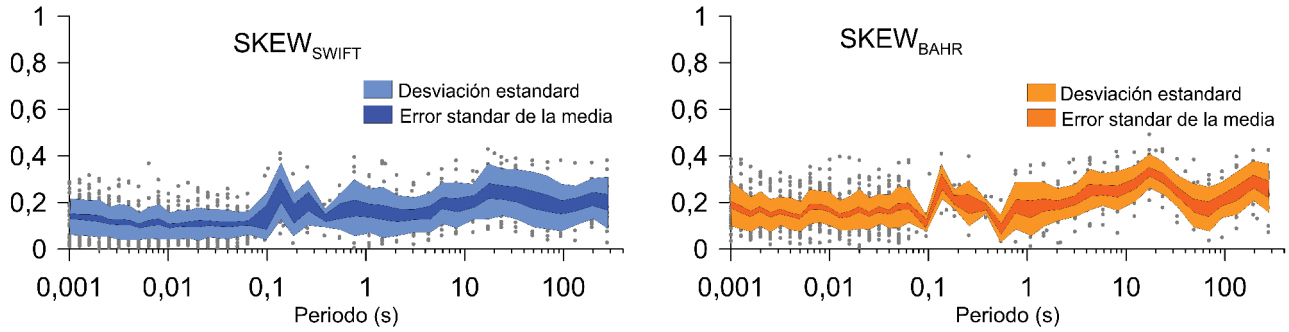 SKEW_SWIFT
Desviación estandard
Error standar de la media
1
0,8
0,6
0,4
0,2
0
0,001 0,01 0,1 1 10 100
Periodo (s)
SKEW_BAHR
Desviación estandard
Error standar de la media
1
0,8
0,6
0,4
0,2
0
0,001 0,01 0,1 1 10 100
Periodo (s)